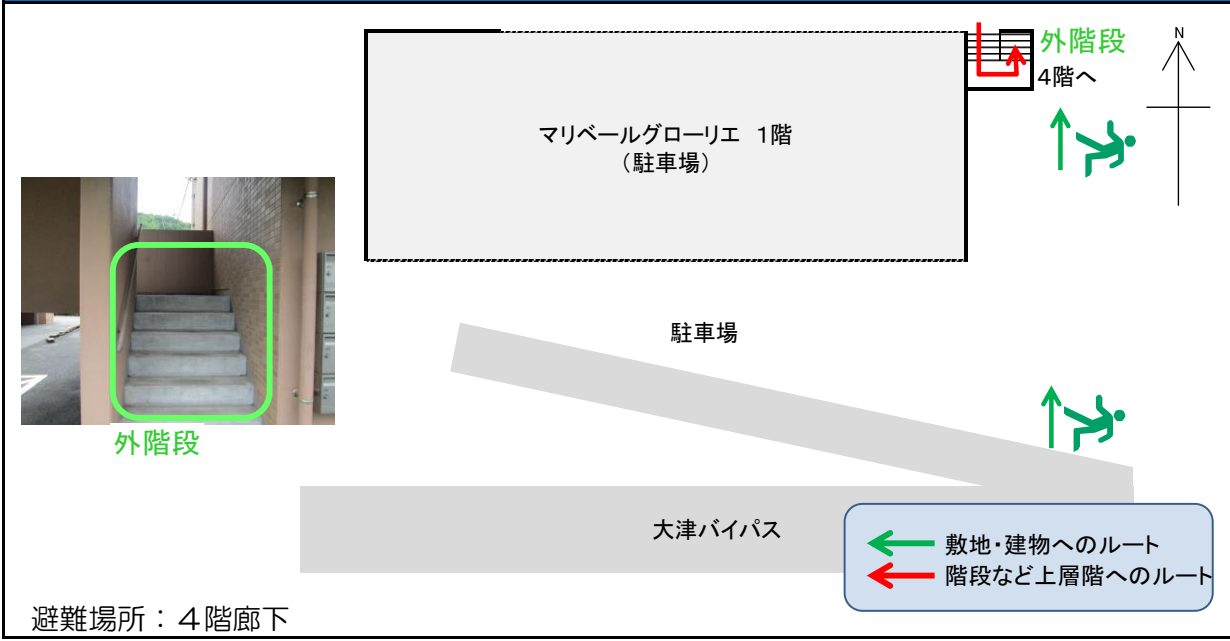 外階段
4階へ
N
マリベールグローリエ 1階
（駐車場）
駐車場
外階段
大津バイパス
敷地・建物へのルート
階段など上層階へのルート
避難場所：４階廊下